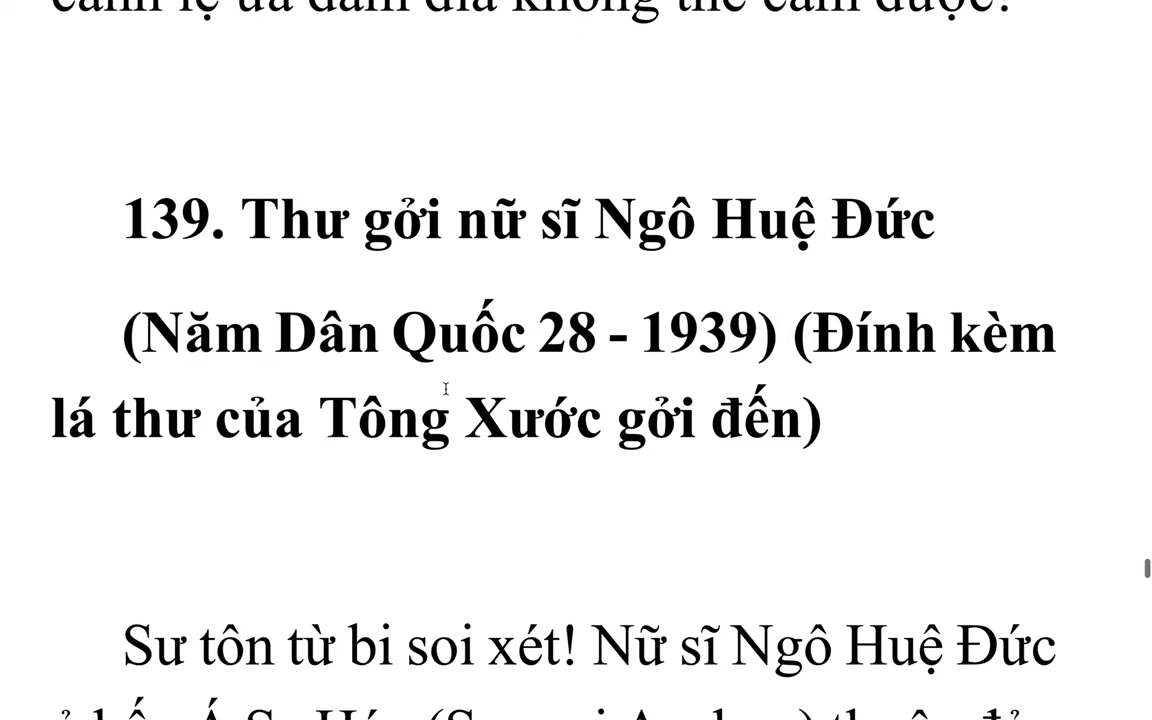 139. Thư gởi nữ sĩ Ngô Huệ Đức
(Năm Dân Quốc 28 - 1939) (Đính kèm
lá thư của Tông Xước gởi đến)
Sư tôn từ bi soi xét! Nữ sĩ Ngô Huệ Đức